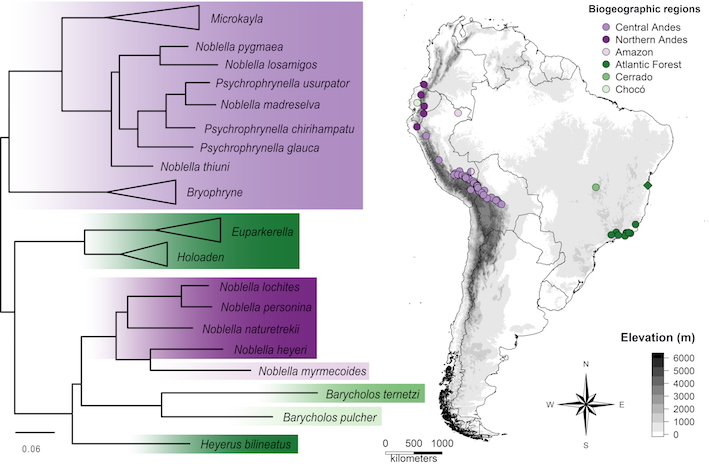 Microkayla
Noblella pygmaea
Noblella losamigos
Psychrophrynella usurpator
Noblella madreselva
Psychrophrynella chirihampatu
Psychrophrynella glauca
Noblella thiuni
Bryophryne
Euparkerella
Holoaden
Noblella lochites
Noblella personina
Noblella naturetrekii
Noblella heyeri
Noblella myrmecoides
Barycholos ternetzi
Barycholos pulcher
Heyerus bilineatus
0.06
Biogeographic regions
Central Andes
Northern Andes
Amazon
Atlantic Forest
Cerrado
Chocó
Elevation (m)
6000
5000
4000
3000
2000
1000
0
N
W E
S
0 500 1000
kilometers